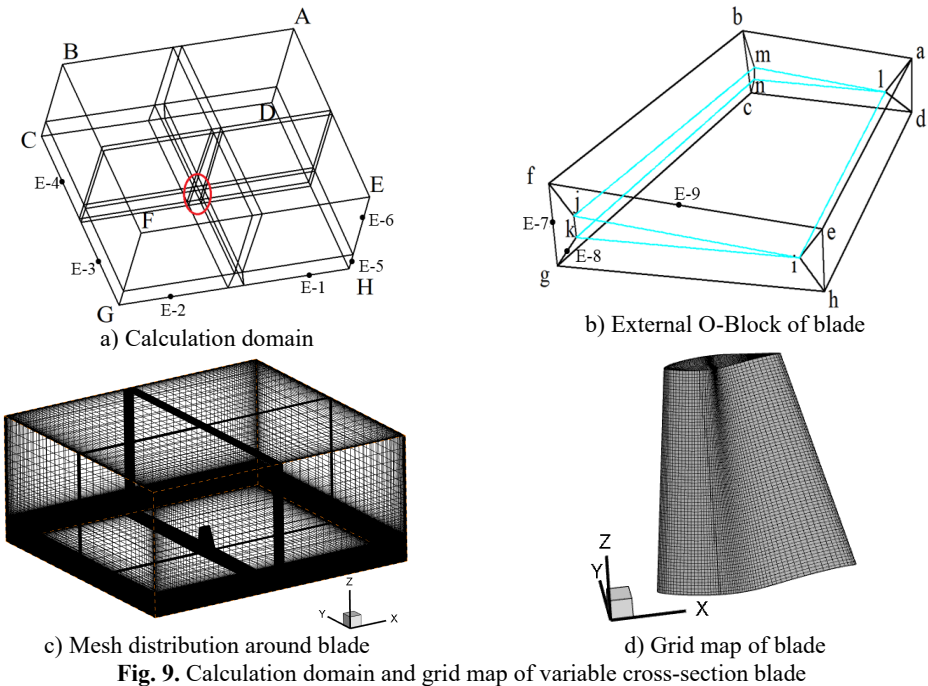 A
B
D
C
E-4
E
F
E-6
E-3
E-5
E-1
H
G
E-2
a) Calculation domain
b
a
m
l
n
c
d
f
E-9
j
E-7
k
e
E-8
i
g
h
b) External O-Block of blade
Z
Y
X
c) Mesh distribution around blade
Z
Y
X
d) Grid map of blade
Fig. 9. Calculation domain and grid map of variable cross-section blade